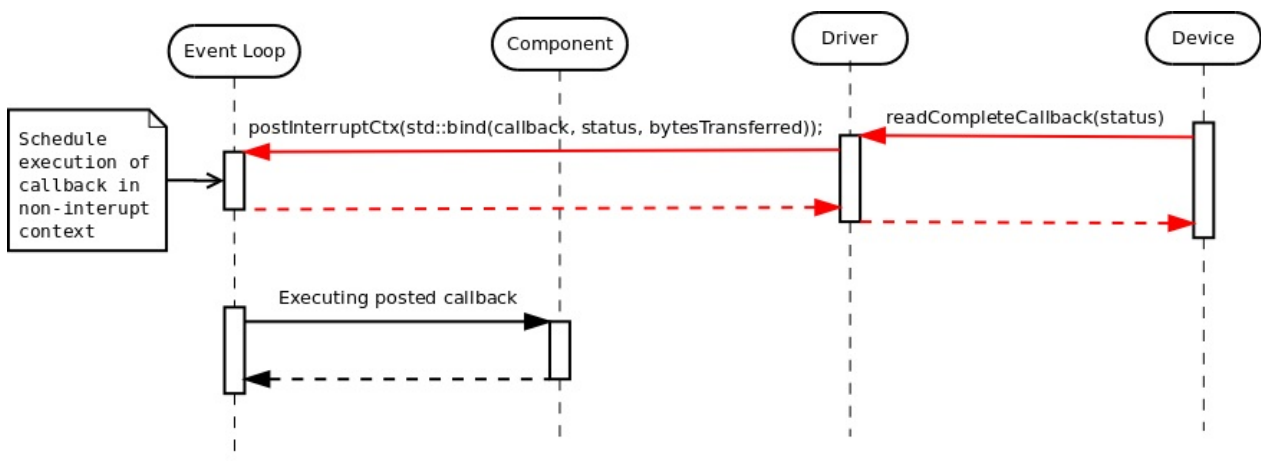 Event Loop
Component
Driver
Device
Schedule
execution of
callback in
non-interupt
context
postInterruptCtx(std::bind(callback, status, bytesTransferred));
readCompleteCallback(status)
Executing posted callback